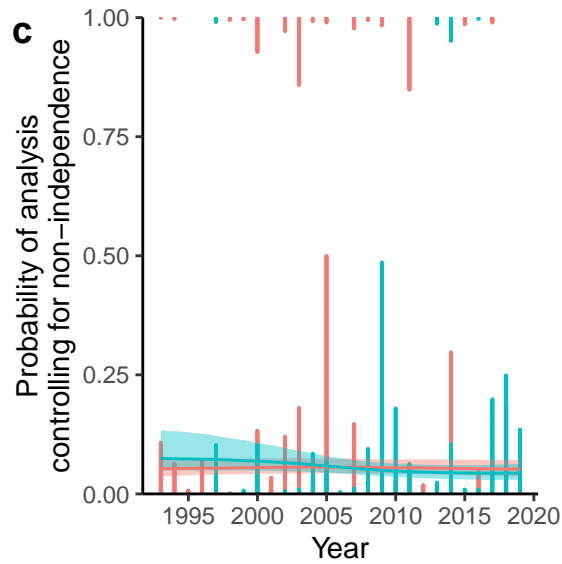 c
Probability of analysis
controlling for non−independence
1.00
0.75
0.50
0.25
0.00
1995 2000 2005 2010 2015 2020
Year